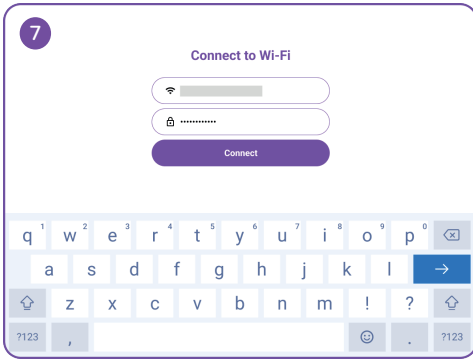 7
Connect to Wi-Fi
••••••••••••
Connect
q 1 w 2 e 3 r 4 t 5 y 6 u 7 i 8 o 9 p 0
a s d f g h j k l
z x c v b n m ! ?
?123 , . ?123